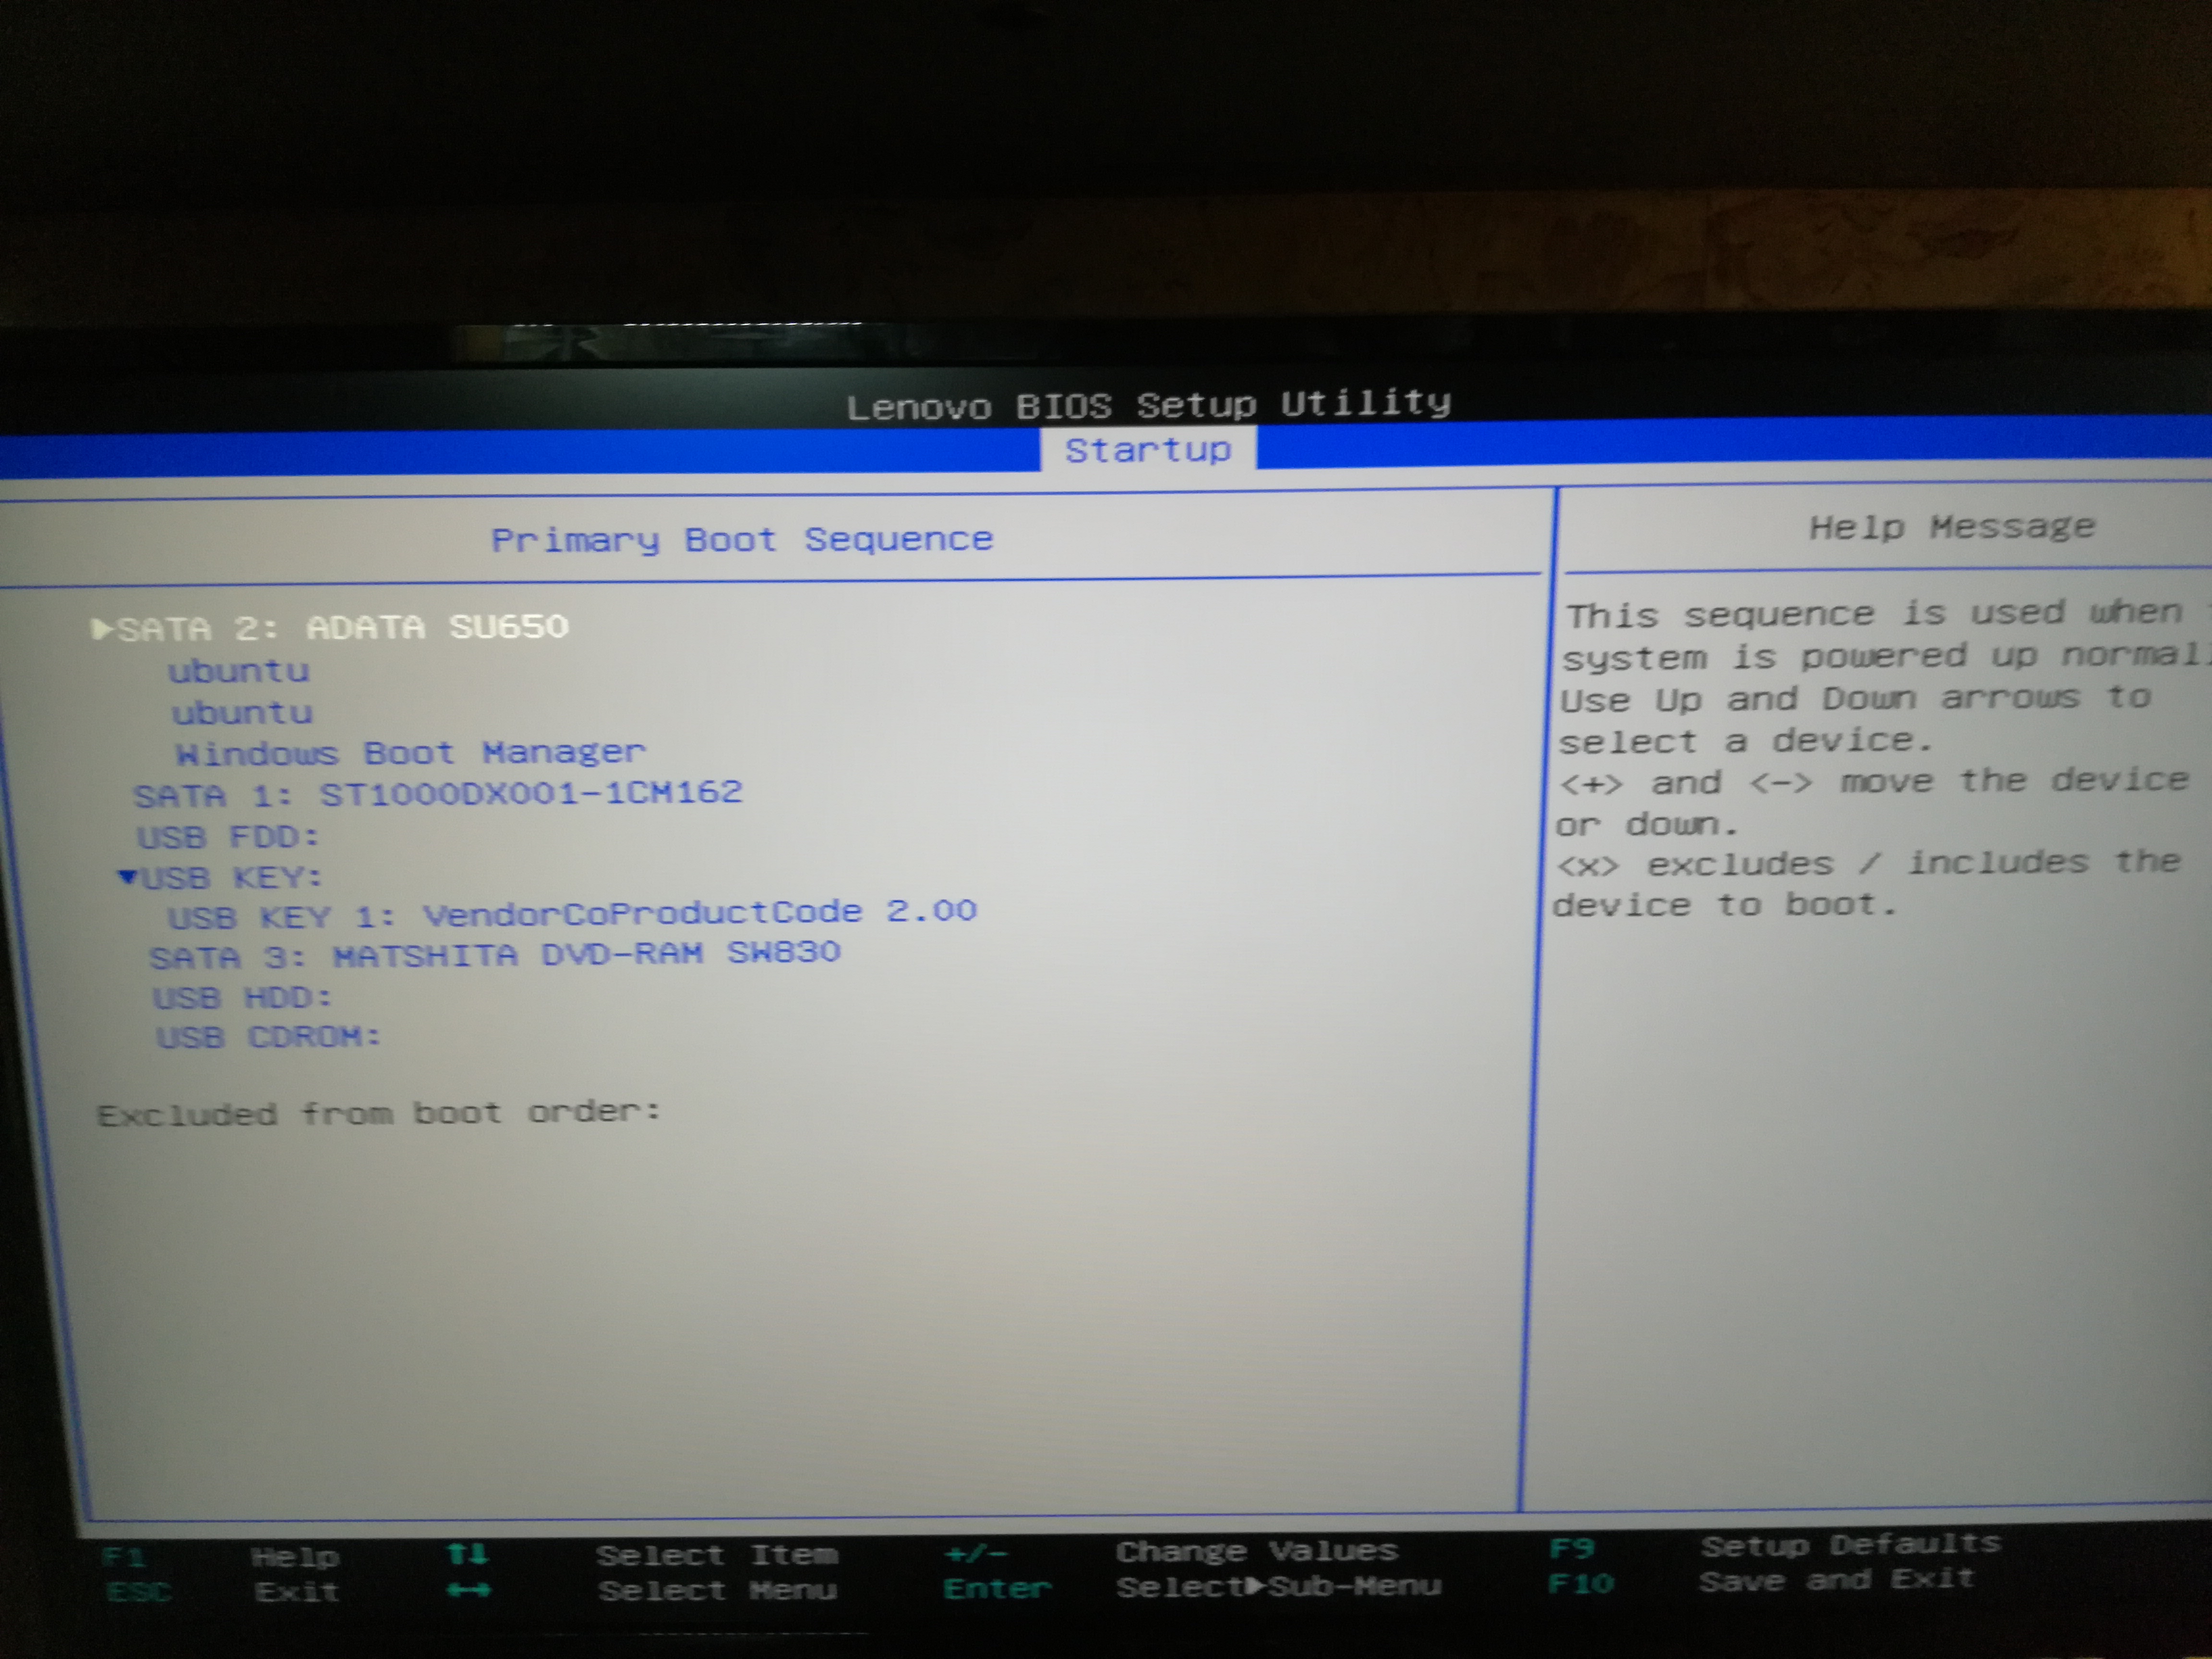 Lenovo BIOS Setup Utility
Startup
Primary Boot Sequence
▶SATA 2: ADATA SU650
ubuntu
ubuntu
Windows Boot Manager
SATA 1: ST1000DX001-1CM162
USB FDD:
▼USB KEY:
USB KEY 1: VendorCoProductCode 2.00
SATA 3: MATSHITA DVD-RAM SW830
USB HDD:
USB CDROM:
Excluded from boot order:
Help Message
This sequence is used when
system is powered up
Use Up and Down arrows to
select a device.
<+> and <-> move the device
or down.
<x> excludes / includes the
device to boot.
F1 Help ↑↓ Select Item +/- Change Values F9 Setup Defaults
ESC Exit ↔ Select Menu Enter Select▶Sub-Menu F10 Save and Exit